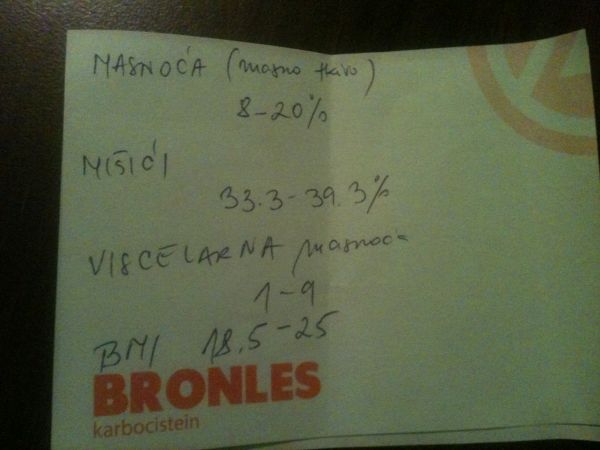 MASNOĆA (masno tkivo)
8-20%
MIŠIĆI
33.3-39.3%
VISCELARNA masnoća
1-9
BMI 18.5-25
BRONLES
karbocistein